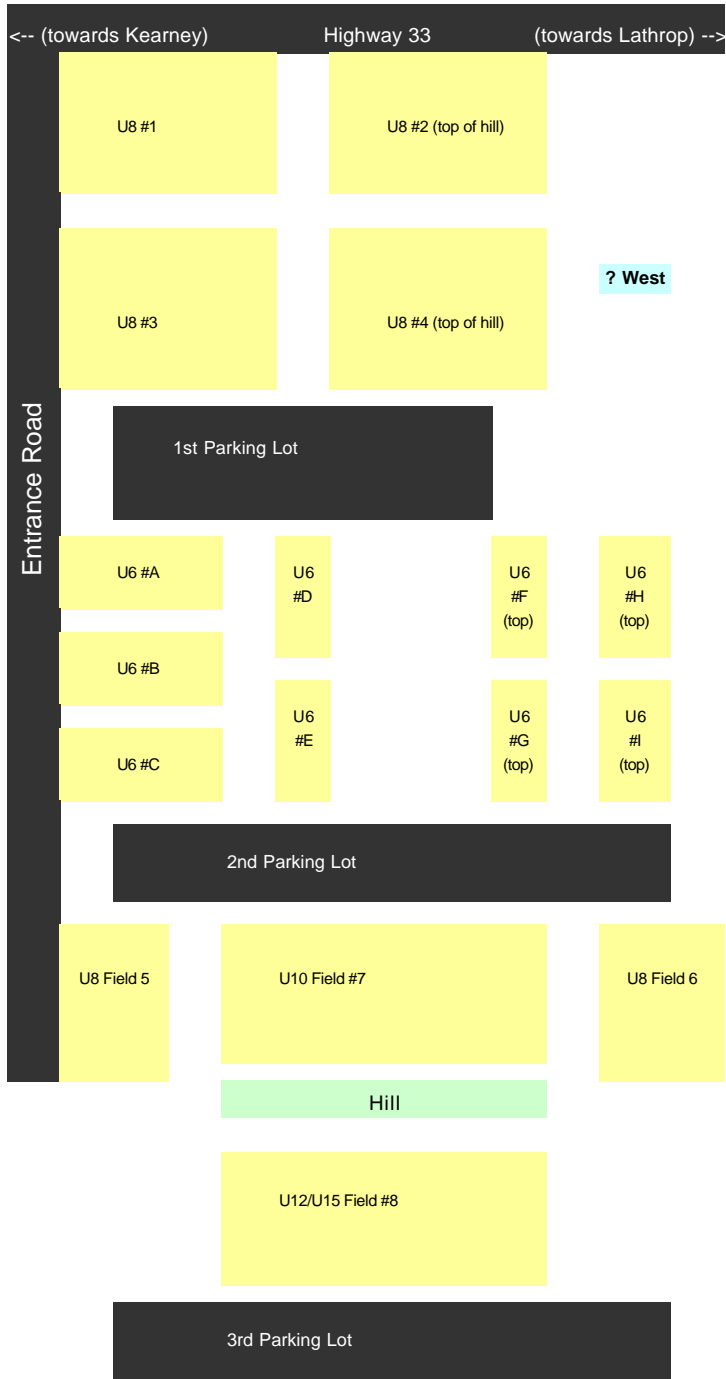 <-- (towards Kearney) Highway 33 (towards Lathrop) -->
U8 #1 U8 #2 (top of hill)
? West
U8 #3 U8 #4 (top of hill)
Entrance Road
1st Parking Lot
U6 #A
U6
#D
U6
#F
(top)
U6
#H
(top)
U6 #B
U6 #C
U6
#E
U6
#G
(top)
U6
#I
(top)
2nd Parking Lot
U8 Field 5 U10 Field #7 U8 Field 6
Hill
U12/U15 Field #8
3rd Parking Lot